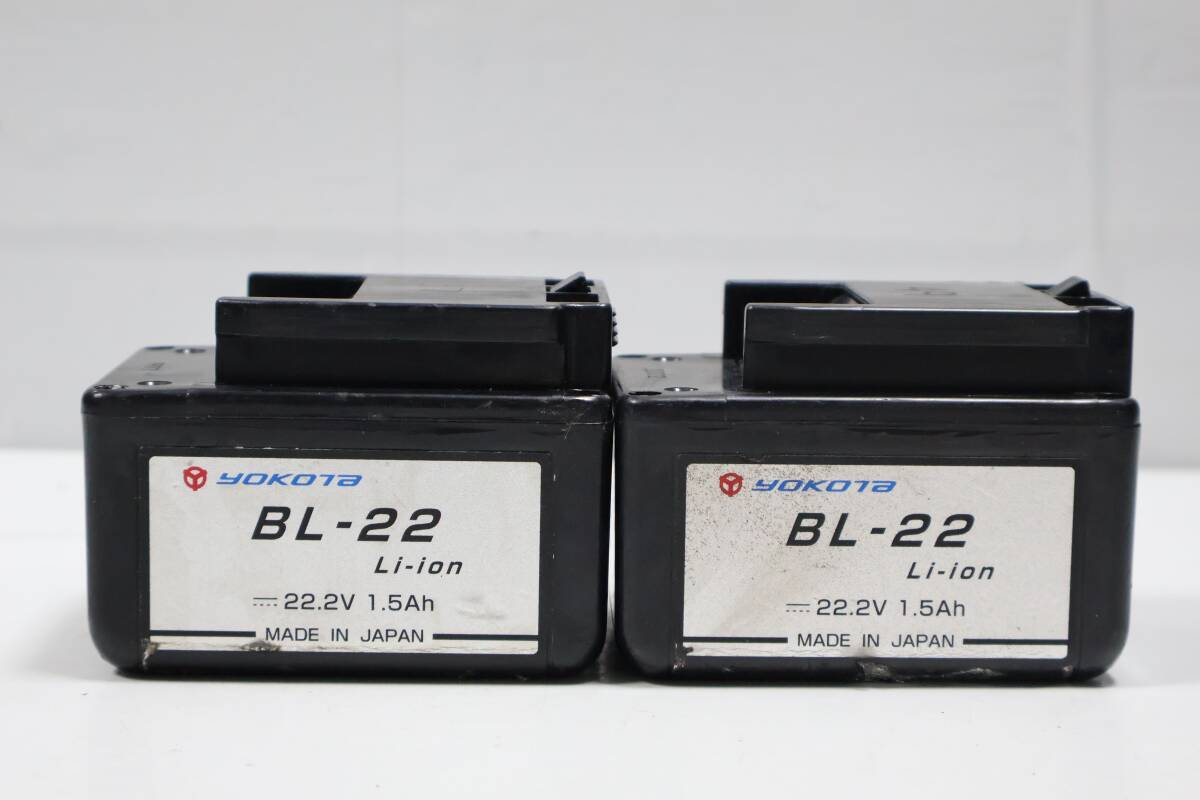 YOKOTA
BL-22
Li-ion
22.2V 1.5Ah
MADE IN JAPAN
YOKOTA
BL-22
Li-ion
22.2V 1.5Ah
MADE IN JAPAN